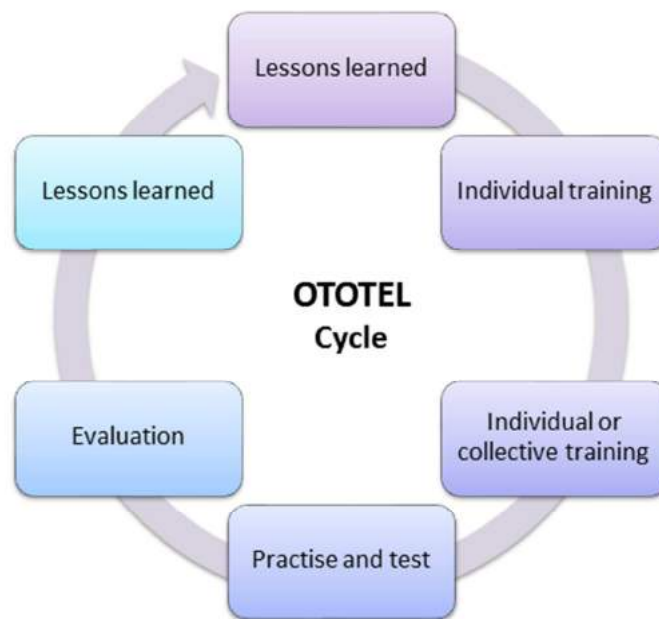 Lessons learned
Lessons learned
Individual training
OTOTEL
Cycle
Evaluation
Individual or
collective training
Practise and test